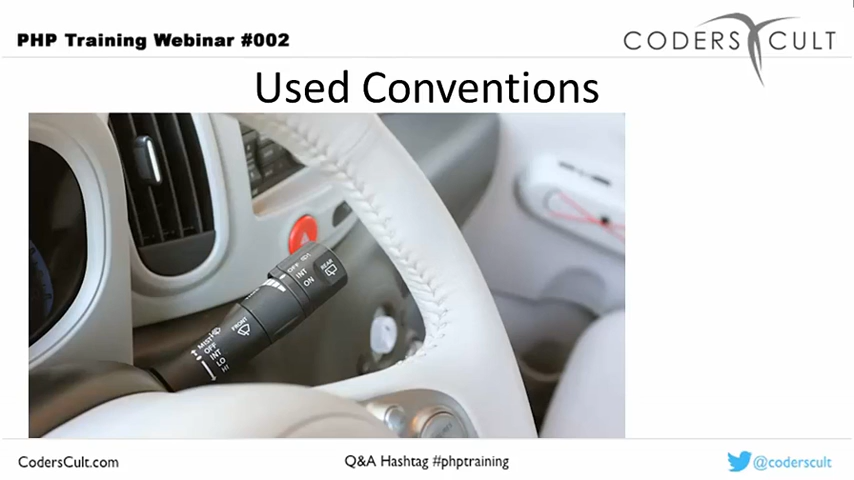 PHP Training Webinar #002
CODERS CULT
Used Conventions
OFF
INT
ON
REAR
FRONT
MIST
OFF
INT
LO
HI
CodersCult.com
Q&A Hashtag #phptraining
@coderscult